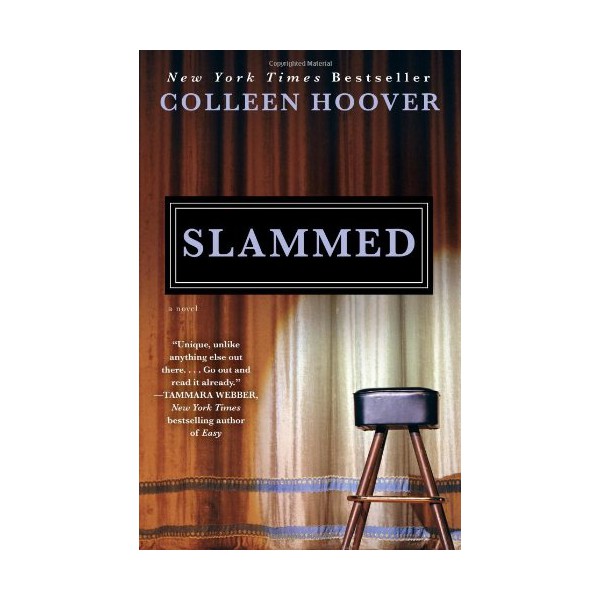 Copyrighted Material
New York Times Bestseller
COLLEEN HOOVER
SLAMMED
a novel
“Unique, unlike
anything else out
there. . . . Go out and
read it already.”
—TAMMARA WEBBER,
New York Times
bestselling author
of Easy